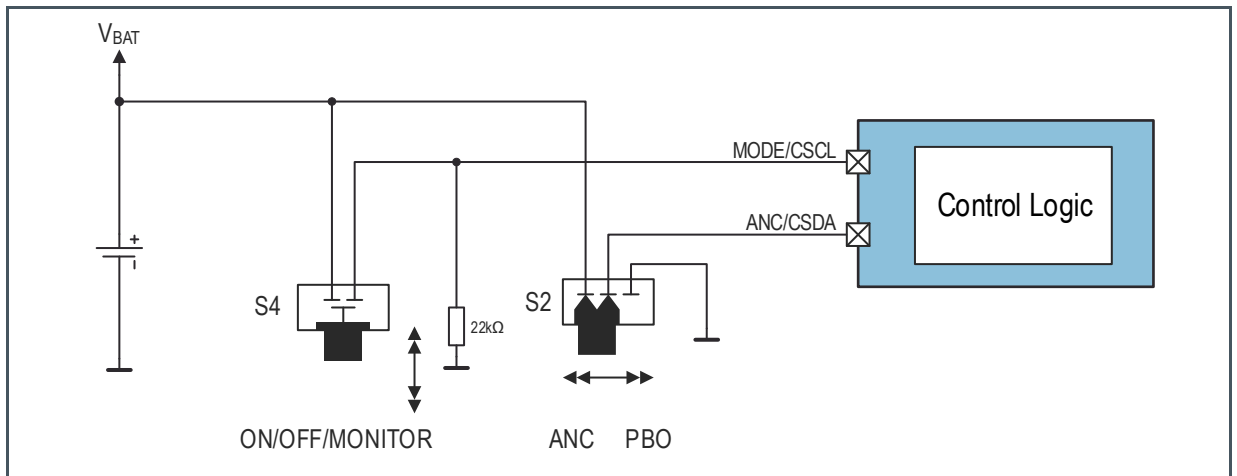 VBAT
MODE/CSCL
Control Logic
ANC/CSDA
+
S4
S2
22kΩ
ON/OFF/MONITOR
ANC PBO